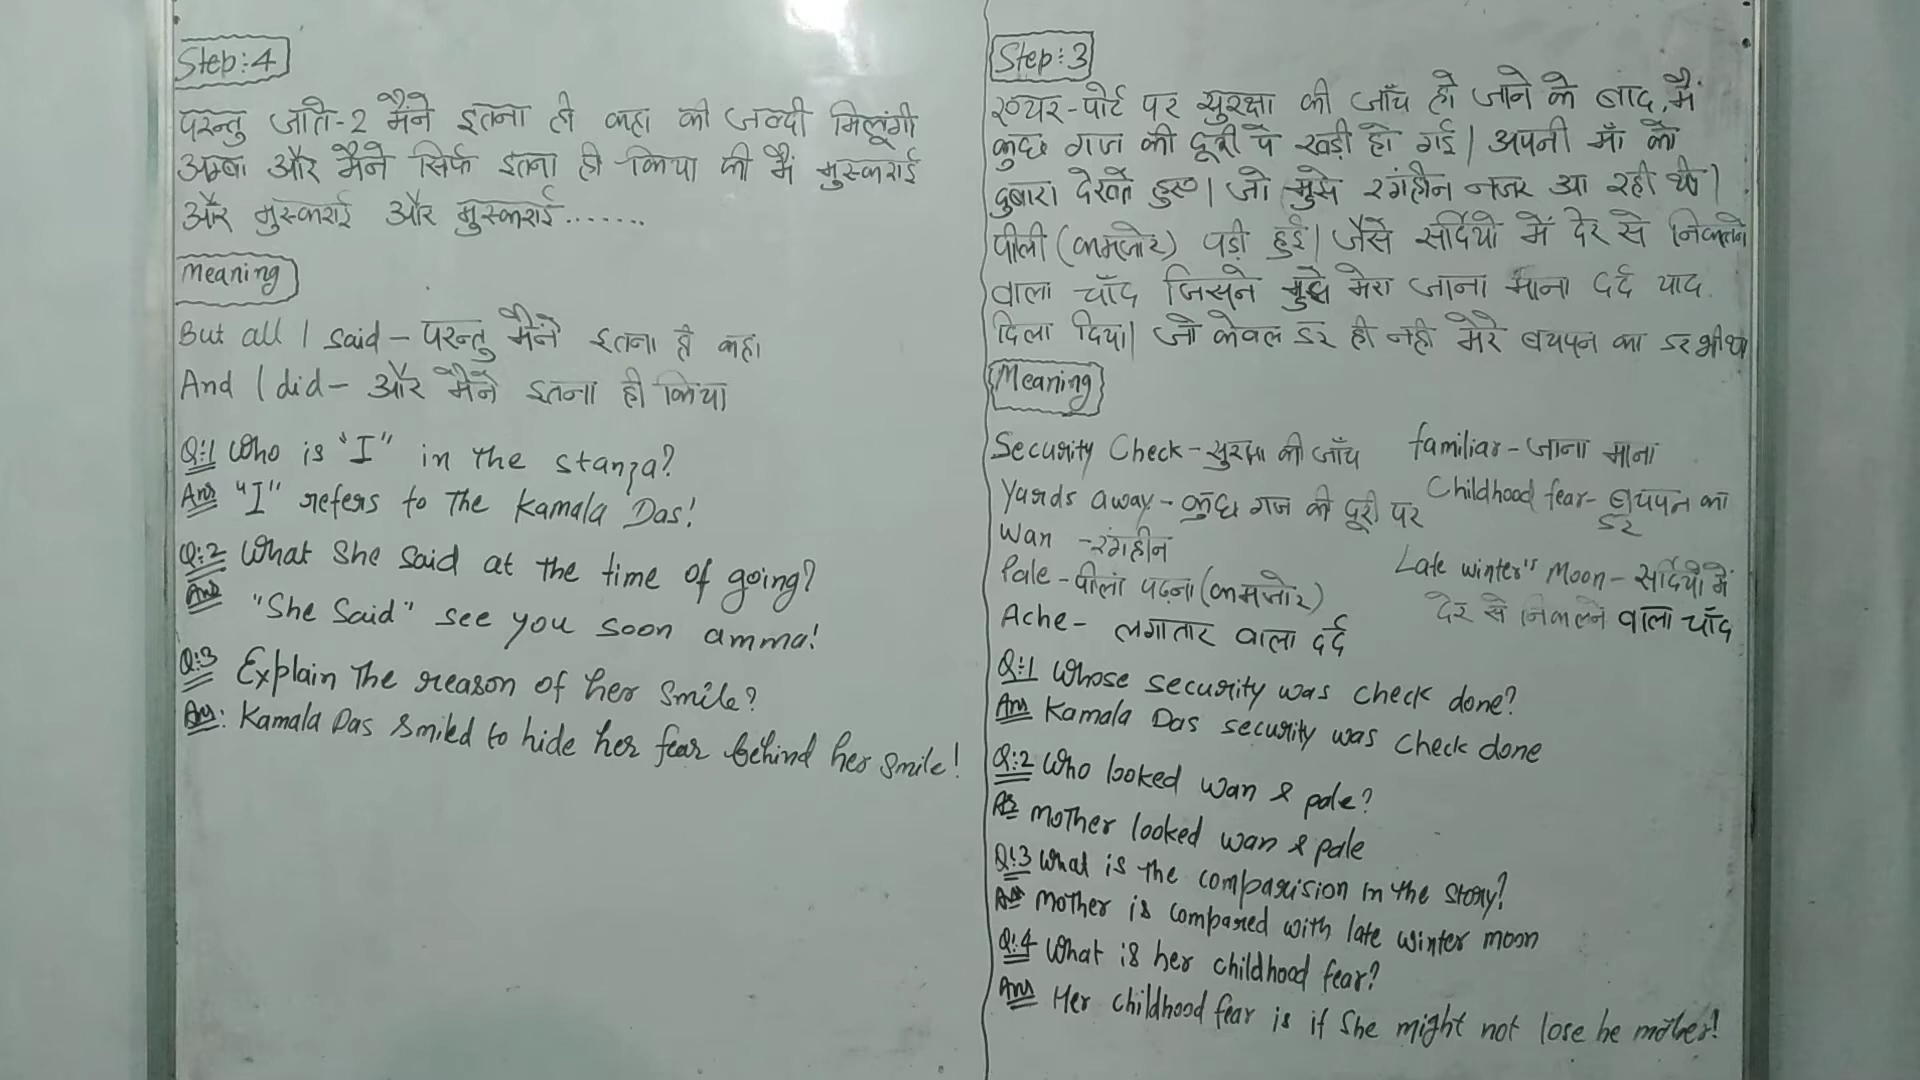 Step:4
परन्तु जाते-2 मैंने इतना ही कहा की जल्दी मिलूंगी
अम्बा और मैंने सिर्फ इतना ही किया की मैं मुस्कराई
और मुस्कराई और मुस्कराई.......
Meaning
But all I said - परन्तु मैंने इतना ही कहा
And I did - और मैंने इतना ही किया
Q:1 Who is "I" in the stanza?
Ans "I" refers to the Kamala Das!
Q:2 What She Said at the time of going?
Ans "She Said" see you soon amma!
Q:3 Explain The reason of her smile?
Ans: Kamala Das smiled to hide her fear behind her smile!
Step:3
एयर-पोर्ट पर सुरक्षा की जाँच हो जाने के बाद, मैं
कुछ गज की दूरी पे खड़ी हो गई| अपनी माँ को
दुबारा देखते हुए| जो मुझे रंगहीन नजर आ रही थी|
पीली (कमजोर) पड़ी हुई| जैसे सर्दियो में देर से निकलने
वाला चाँद जिसने मुझे मेरा जाना माना दर्द याद
दिला दिया| जो केवल डर ही नही मेरे बचपन का डर भी था
Meaning
Security Check - सुरक्षा की जाँच familiar - जाना माना
Yards away - कुछ गज की दूरी पर Childhood fear - बचपन का डर
Wan - रंगहीन
Pale - पीला पढ़ना (कमजोर) Late winter's Moon - सर्दियों में
Ache - लगातार वाला दर्द देर से निकलने वाला चाँद
Q:1 Whose security was check done?
Ans Kamala Das security was check done
Q:2 Who looked wan & pale?
As Mother looked wan & pale
Q:3 What is the comparision in the story?
Ans Mother is compared with late winter moon
Q:4 What is her childhood fear?
Ans Her childhood fear is if She might not lose he mother!